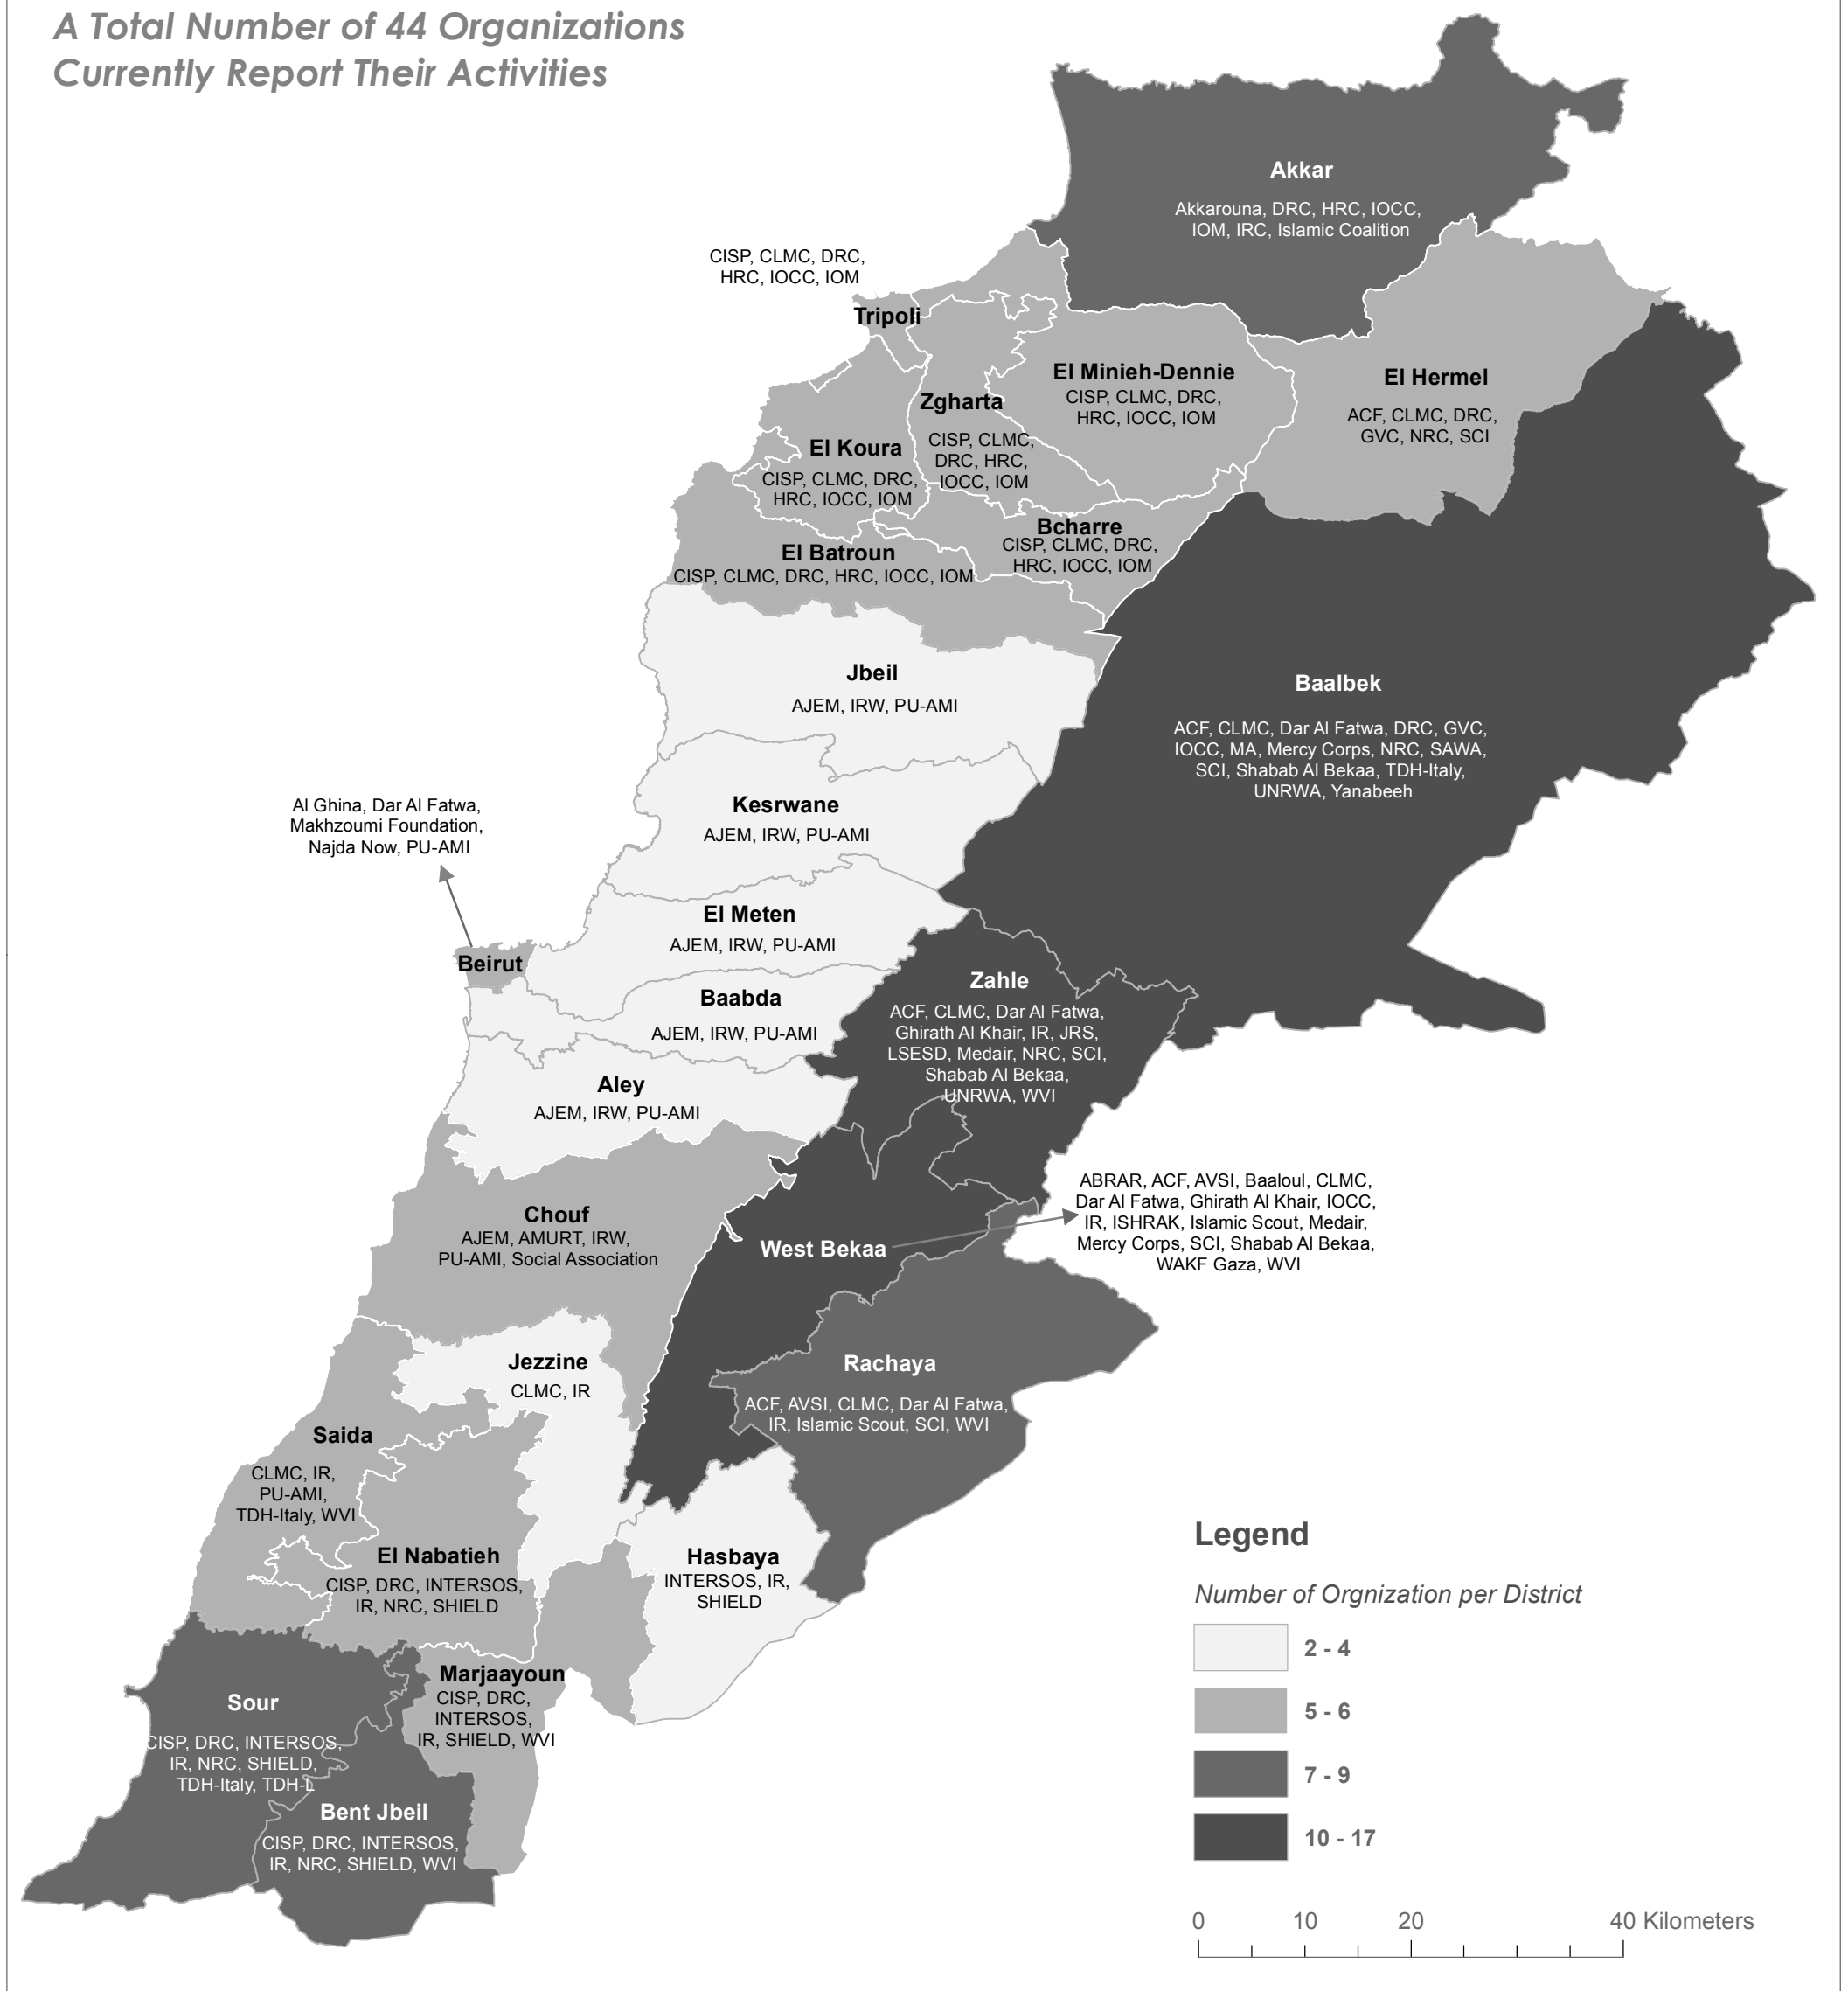 A Total Number of 44 Organizations
Currently Report Their Activities
Akkar
Akkarouna, DRC, HRC, IOCC,
IOM, IRC, Islamic Coalition
CISP, CLMC, DRC,
HRC, IOCC, IOM
Tripoli
El Minieh-Dennie
CISP, CLMC, DRC,
HRC, IOCC, IOM
El Hermel
ACF, CLMC, DRC,
GVC, NRC, SCI
Zgharta
CISP, CLMC,
DRC, HRC,
IOCC, IOM
El Koura
CISP, CLMC, DRC,
HRC, IOCC, IOM
Bcharre
CISP, CLMC, DRC,
HRC, IOCC, IOM
El Batroun
CISP, CLMC, DRC, HRC, IOCC, IOM
Jbeil
AJEM, IRW, PU-AMI
Baalbek
ACF, CLMC, Dar Al Fatwa, DRC, GVC,
IOCC, MA, Mercy Corps, NRC, SAWA,
SCI, Shabab Al Bekaa, TDH-Italy,
UNRWA, Yanabeeh
Kesrwane
AJEM, IRW, PU-AMI
Al Ghina, Dar Al Fatwa,
Makhzoumi Foundation,
Najda Now, PU-AMI
El Meten
AJEM, IRW, PU-AMI
Beirut
Baabda
AJEM, IRW, PU-AMI
Zahle
ACF, CLMC, Dar Al Fatwa,
Ghirath Al Khair, IR, JRS,
LSESD, Medair, NRC, SCI,
Shabab Al Bekaa,
UNRWA, WVI
Aley
AJEM, IRW, PU-AMI
Chouf
AJEM, AMURT, IRW,
PU-AMI, Social Association
West Bekaa
ABRAR, ACF, AVSI, Baaloul, CLMC,
Dar Al Fatwa, Ghirath Al Khair, IOCC,
IR, ISHRAK, Islamic Scout, Medair,
Mercy Corps, SCI, Shabab Al Bekaa,
WAKF Gaza, WVI
Jezzine
CLMC, IR
Rachaya
ACF, AVSI, CLMC, Dar Al Fatwa,
IR, Islamic Scout, SCI, WVI
Saida
CLMC, IR,
PU-AMI,
TDH-Italy, WVI
El Nabatieh
CISP, DRC, INTERSOS,
IR, NRC, SHIELD
Hasbaya
INTERSOS, IR,
SHIELD
Marjaayoun
CISP, DRC,
INTERSOS,
IR, SHIELD, WVI
Sour
CISP, DRC, INTERSOS,
IR, NRC, SHIELD,
TDH-Italy, TDH-L
Bent Jbeil
CISP, DRC, INTERSOS,
IR, NRC, SHIELD, WVI
Legend
Number of Orgnization per District
2 - 4
5 - 6
7 - 9
10 - 17
0 10 20 40 Kilometers